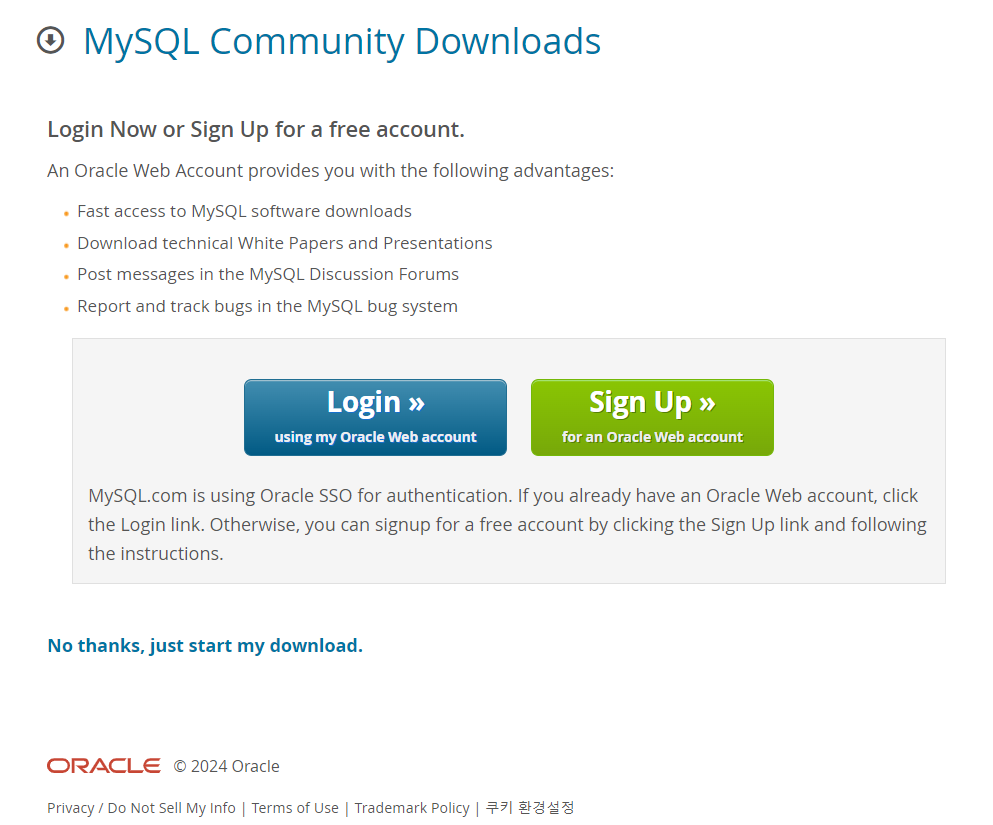 MySQL Community Downloads
Login Now or Sign Up for a free account.
An Oracle Web Account provides you with the following advantages:
Fast access to MySQL software downloads
Download technical White Papers and Presentations
Post messages in the MySQL Discussion Forums
Report and track bugs in the MySQL bug system
Login »
using my Oracle Web account
Sign Up »
for an Oracle Web account
MySQL.com is using Oracle SSO for authentication. If you already have an Oracle Web account, click
the Login link. Otherwise, you can signup for a free account by clicking the Sign Up link and following
the instructions.
No thanks, just start my download.
ORACLE © 2024 Oracle
Privacy / Do Not Sell My Info | Terms of Use | Trademark Policy | 쿠키 환경설정